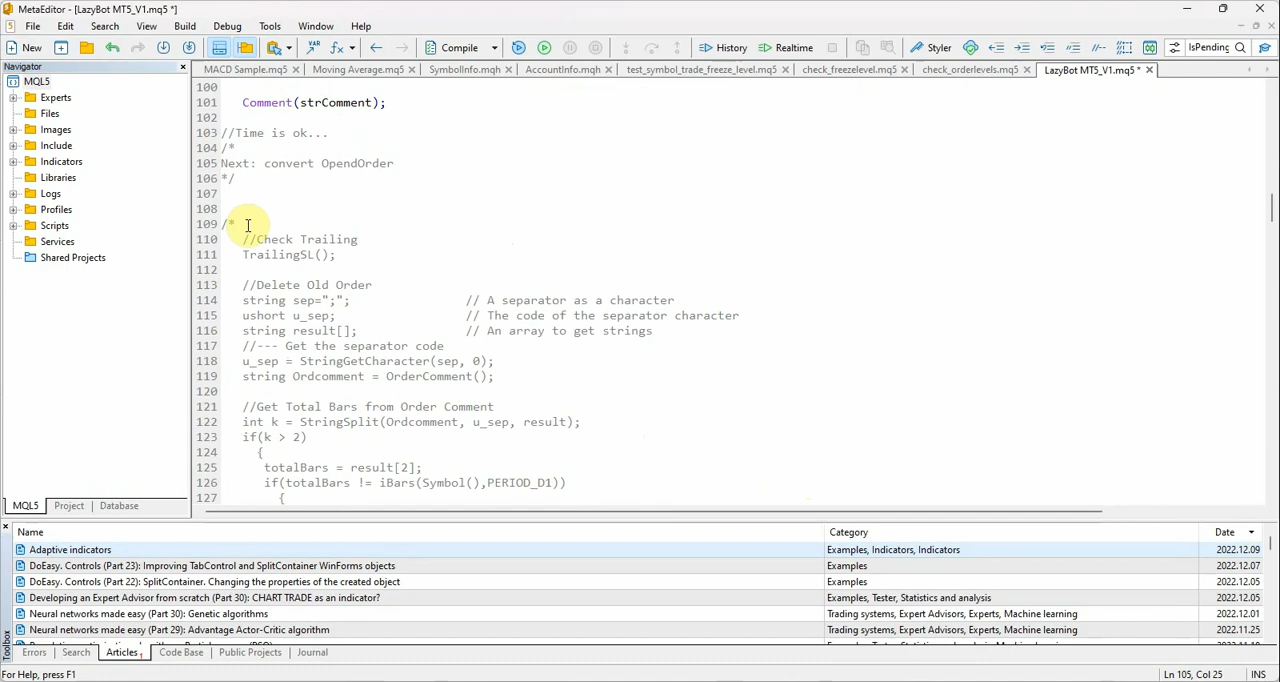 MetaEditor - [LazyBot MT5_V1.mq5 *]
File Edit Search View Build Debug Tools Window Help
New Compile History Realtime Styler IsPending
Navigator
MACD Sample.mq5 Moving Average.mq5 SymbolInfo.mqh AccountInfo.mqh test_symbol_trade_freeze_level.mq5 check_freezelevel.mq5 check_orderlevels.mq5 LazyBot MT5_V1.mq5 *
MQL5
Experts
Files
Images
Include
Indicators
Libraries
Logs
Profiles
Scripts
Services
Shared Projects
MQL5 Project Database
100
101 Comment(strComment);
102
103 //Time is ok...
104 /*
105 Next: convert OpendOrder
106 */
107
108
109 /*
110 //Check Trailing
111 TrailingSL();
112
113 //Delete Old Order
114 string sep=";"; // A separator as a character
115 ushort u_sep; // The code of the separator character
116 string result[]; // An array to get strings
117 //--- Get the separator code
118 u_sep = StringGetCharacter(sep, 0);
119 string Ordcomment = OrderComment();
120
121 //Get Total Bars from Order Comment
122 int k = StringSplit(Ordcomment, u_sep, result);
123 if(k > 2)
124 {
125 totalBars = result[2];
126 if(totalBars != iBars(Symbol(),PERIOD_D1))
127 {
Name Category Date
Adaptive indicators Examples, Indicators, Indicators 2022.12.09
DoEasy. Controls (Part 23): Improving TabControl and SplitContainer WinForms objects Examples 2022.12.07
DoEasy. Controls (Part 22): SplitContainer. Changing the properties of the created object Examples 2022.12.05
Developing an Expert Advisor from scratch (Part 30): CHART TRADE as an indicator? Examples, Tester, Statistics and analysis 2022.12.05
Neural networks made easy (Part 30): Genetic algorithms Trading systems, Expert Advisors, Experts, Machine learning 2022.12.01
Neural networks made easy (Part 29): Advantage Actor-Critic algorithm Trading systems, Expert Advisors, Experts, Machine learning 2022.11.25
Toolbox
Errors Search Articles 1 Code Base Public Projects Journal
For Help, press F1 Ln 105, Col 25 INS